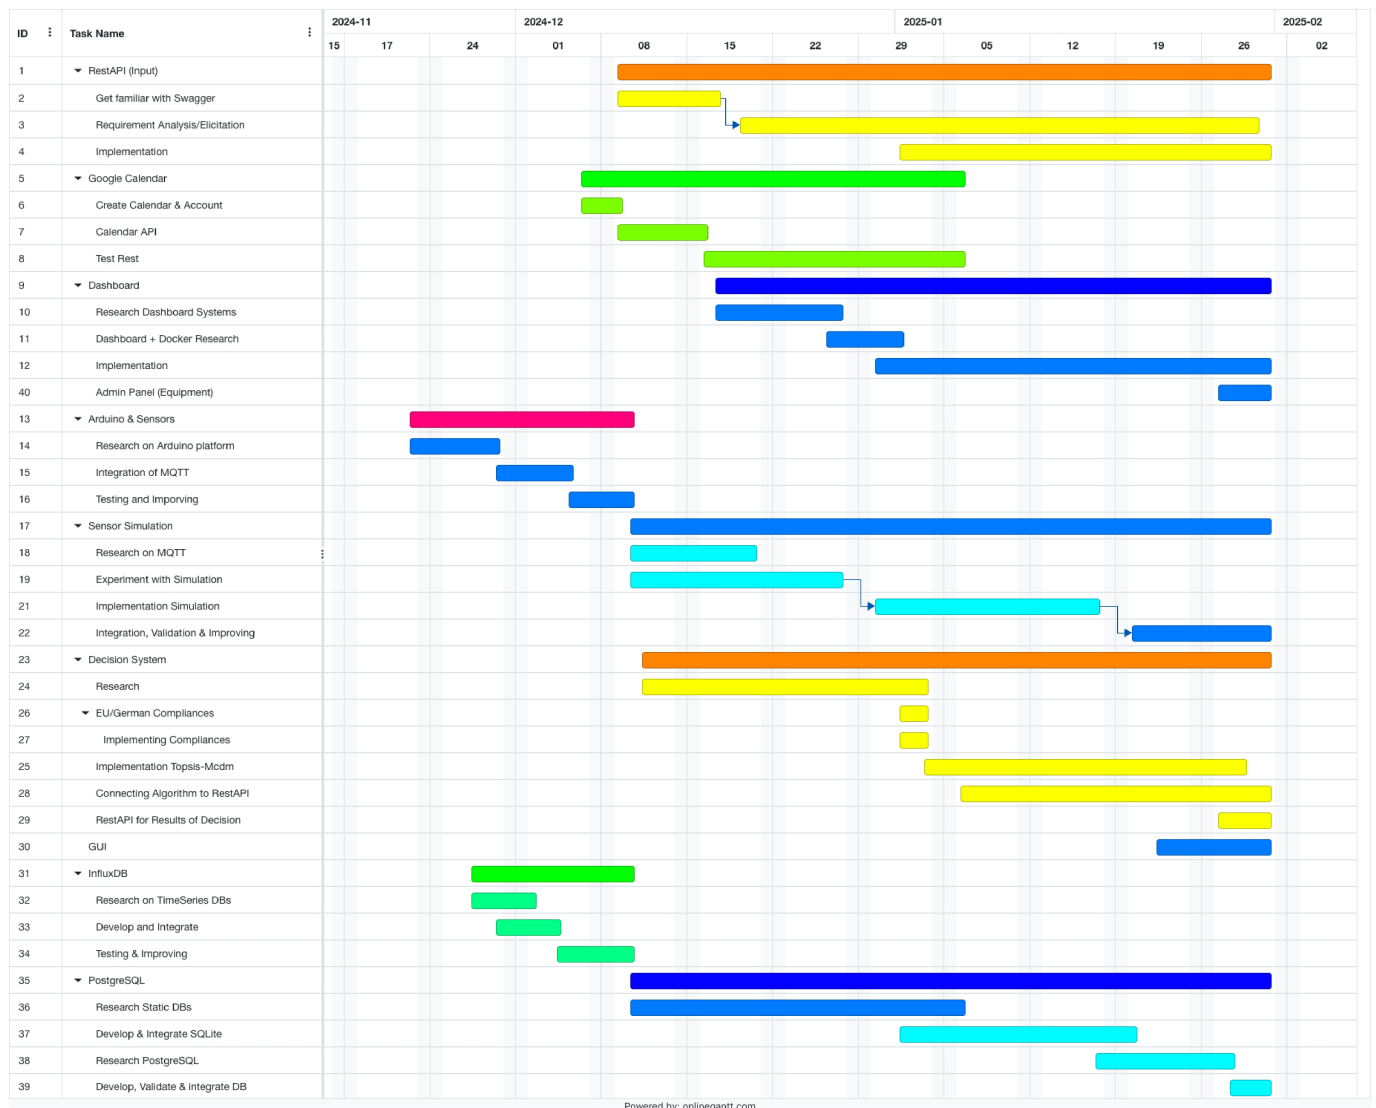 2024-11 2024-12 2025-01 2025-02
ID Task Name
15 17 24 01 08 15 22 29 05 12 19 26 02
1 RestAPI (Input)
2 Get familiar with Swagger
3 Requirement Analysis/Elicitation
4 Implementation
5 Google Calendar
6 Create Calendar & Account
7 Calendar API
8 Test Rest
9 Dashboard
10 Research Dashboard Systems
11 Dashboard + Docker Research
12 Implementation
40 Admin Panel (Equipment)
13 Arduino & Sensors
14 Research on Arduino platform
15 Integration of MQTT
16 Testing and Imporving
17 Sensor Simulation
18 Research on MQTT
19 Experiment with Simulation
21 Implementation Simulation
22 Integration, Validation & Improving
23 Decision System
24 Research
26 EU/German Compliances
27 Implementing Compliances
25 Implementation Topsis-Mcdm
28 Connecting Algorithm to RestAPI
29 RestAPI for Results of Decision
30 GUI
31 InfluxDB
32 Research on TimeSeries DBs
33 Develop and Integrate
34 Testing & Improving
35 PostgreSQL
36 Research Static DBs
37 Develop & Integrate SQLite
38 Research PostgreSQL
39 Develop, Validate & integrate DB
Powered by: onlinegantt.com